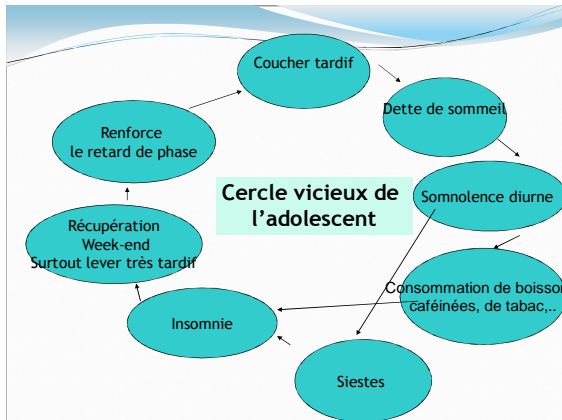 Coucher tardif
Dette de sommeil
Somnolence diurne
Consommation de boisson
caféinées, de tabac,..
Siestes
Insomnie
Récupération
Week-end
Surtout lever très tardif
Renforce
le retard de phase
Cercle vicieux de
l’adolescent